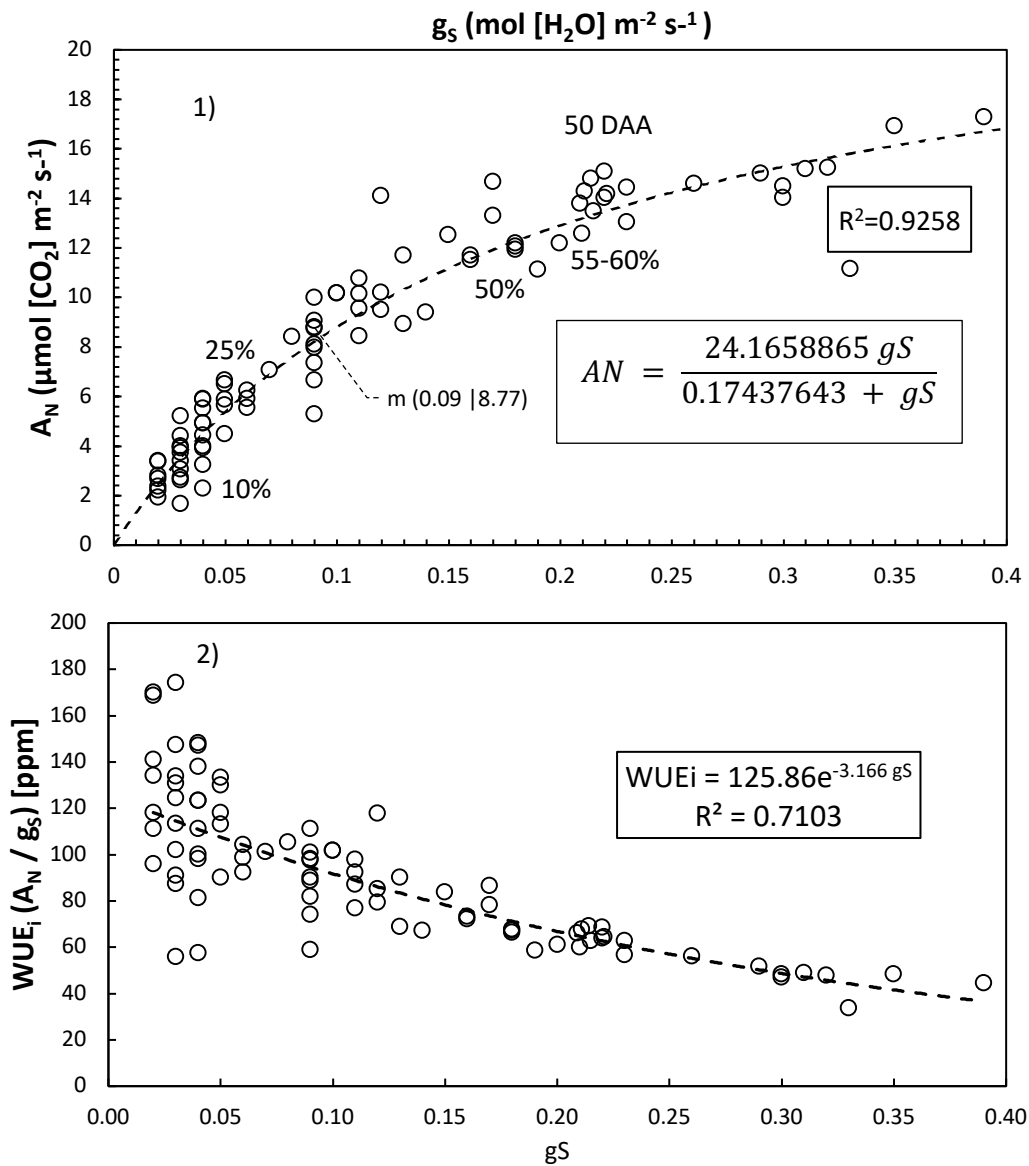 g_S (mol [H₂O] m⁻² s⁻¹)
20
18
16
14
12
10
8
6
4
2
0
A_N (µmol [CO₂] m⁻² s⁻¹)
1)
50 DAA
R²=0.9258
55-60%
50%
25%
AN = 24.1658865 gS / 0.17437643 + gS
m (0.09 |8.77)
10%
0 0.05 0.1 0.15 0.2 0.25 0.3 0.35 0.4
200
180
160
140
120
100
80
60
40
20
0
WUE_i (A_N / g_S) [ppm]
2)
WUEi = 125.86e⁻³·¹⁶⁶ ᵍˢ
R² = 0.7103
0.00 0.05 0.10 0.15 0.20 0.25 0.30 0.35 0.40
gS